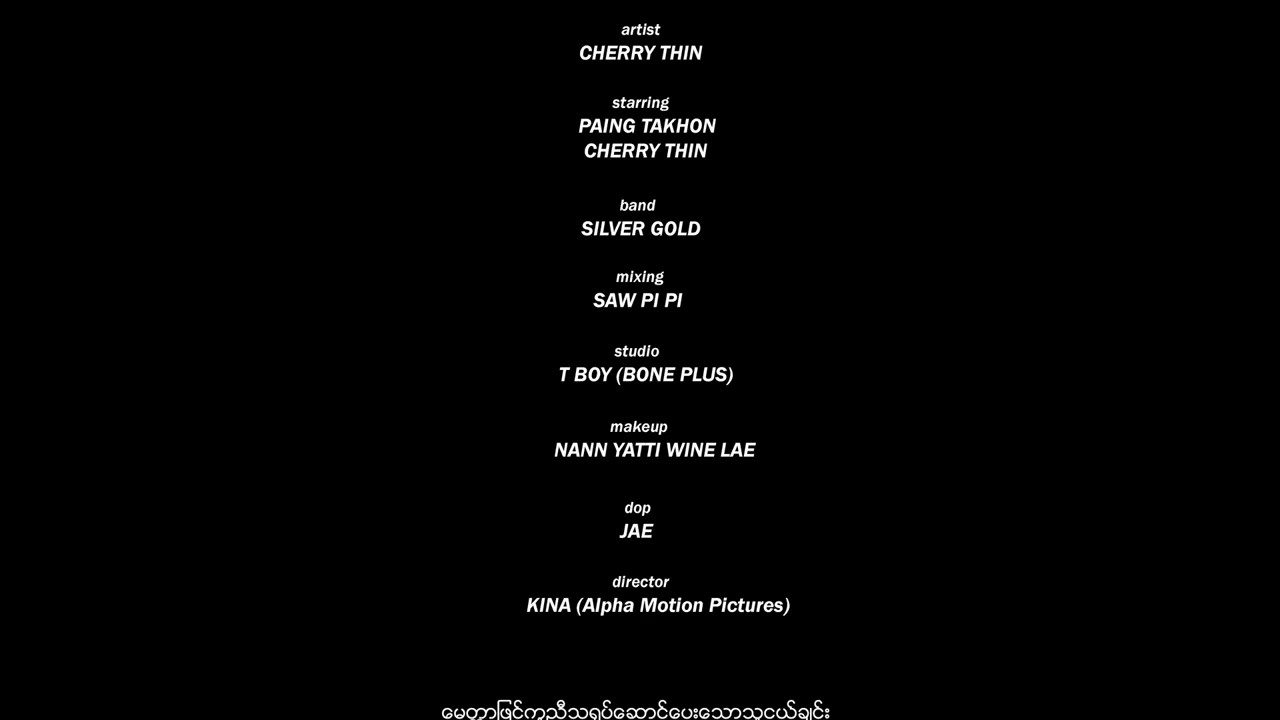 artist
CHERRY THIN
starring
PAING TAKHON
CHERRY THIN
band
SILVER GOLD
mixing
SAW PI PI
studio
T BOY (BONE PLUS)
makeup
NANN YATTI WINE LAE
dop
JAE
director
KINA (Alpha Motion Pictures)
မေတ္တာဖြင့်ကူညီသရုပ်ဆောင်ပေးသောသူငယ်ချင်း